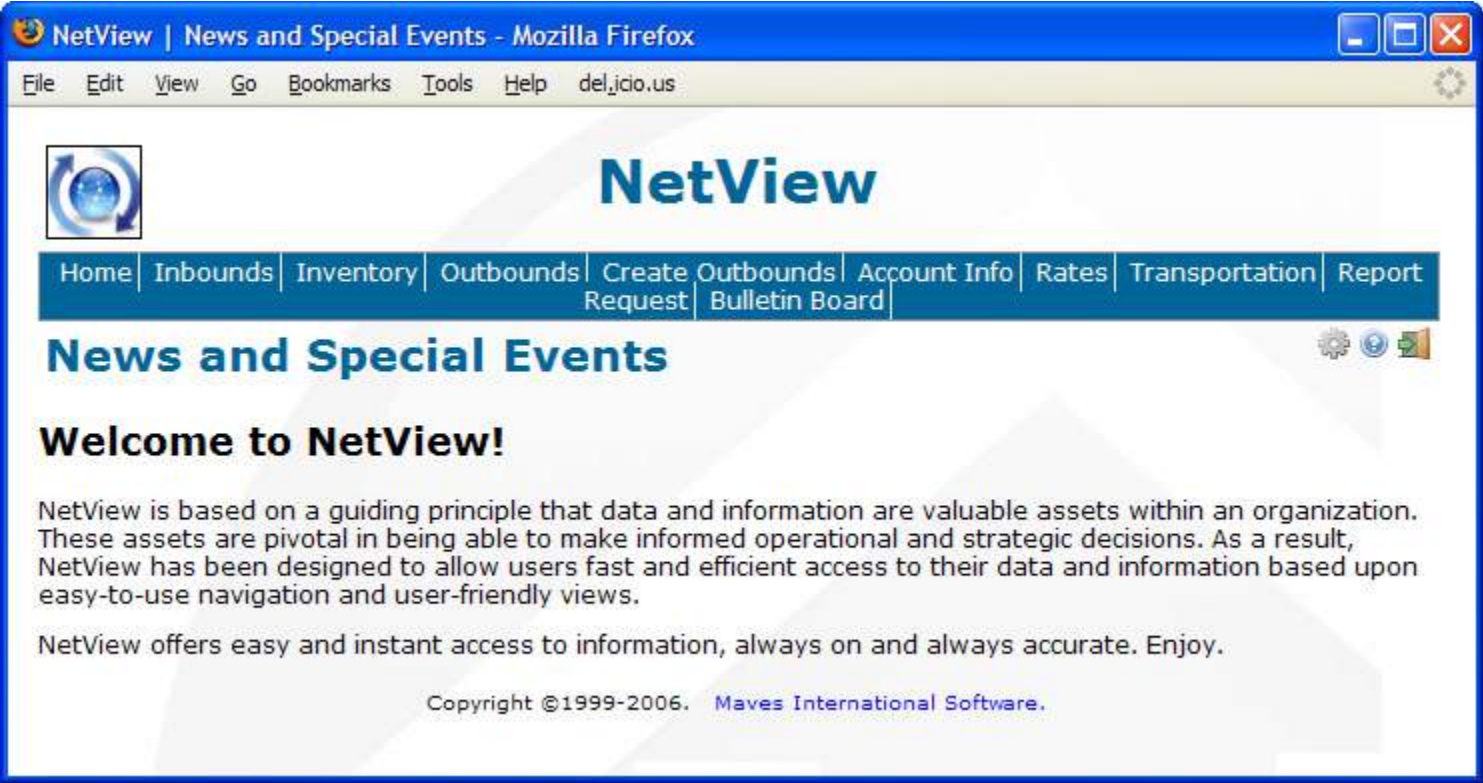 NetView | News and Special Events - Mozilla Firefox
File Edit View Go Bookmarks Tools Help del.icio.us
NetView
Home Inbounds Inventory Outbounds Create Outbounds Account Info Rates Transportation Report
Request Bulletin Board
News and Special Events
Welcome to NetView!
NetView is based on a guiding principle that data and information are valuable assets within an organization.
These assets are pivotal in being able to make informed operational and strategic decisions. As a result,
NetView has been designed to allow users fast and efficient access to their data and information based upon
easy-to-use navigation and user-friendly views.
NetView offers easy and instant access to information, always on and always accurate. Enjoy.
Copyright ©1999-2006. Maves International Software.